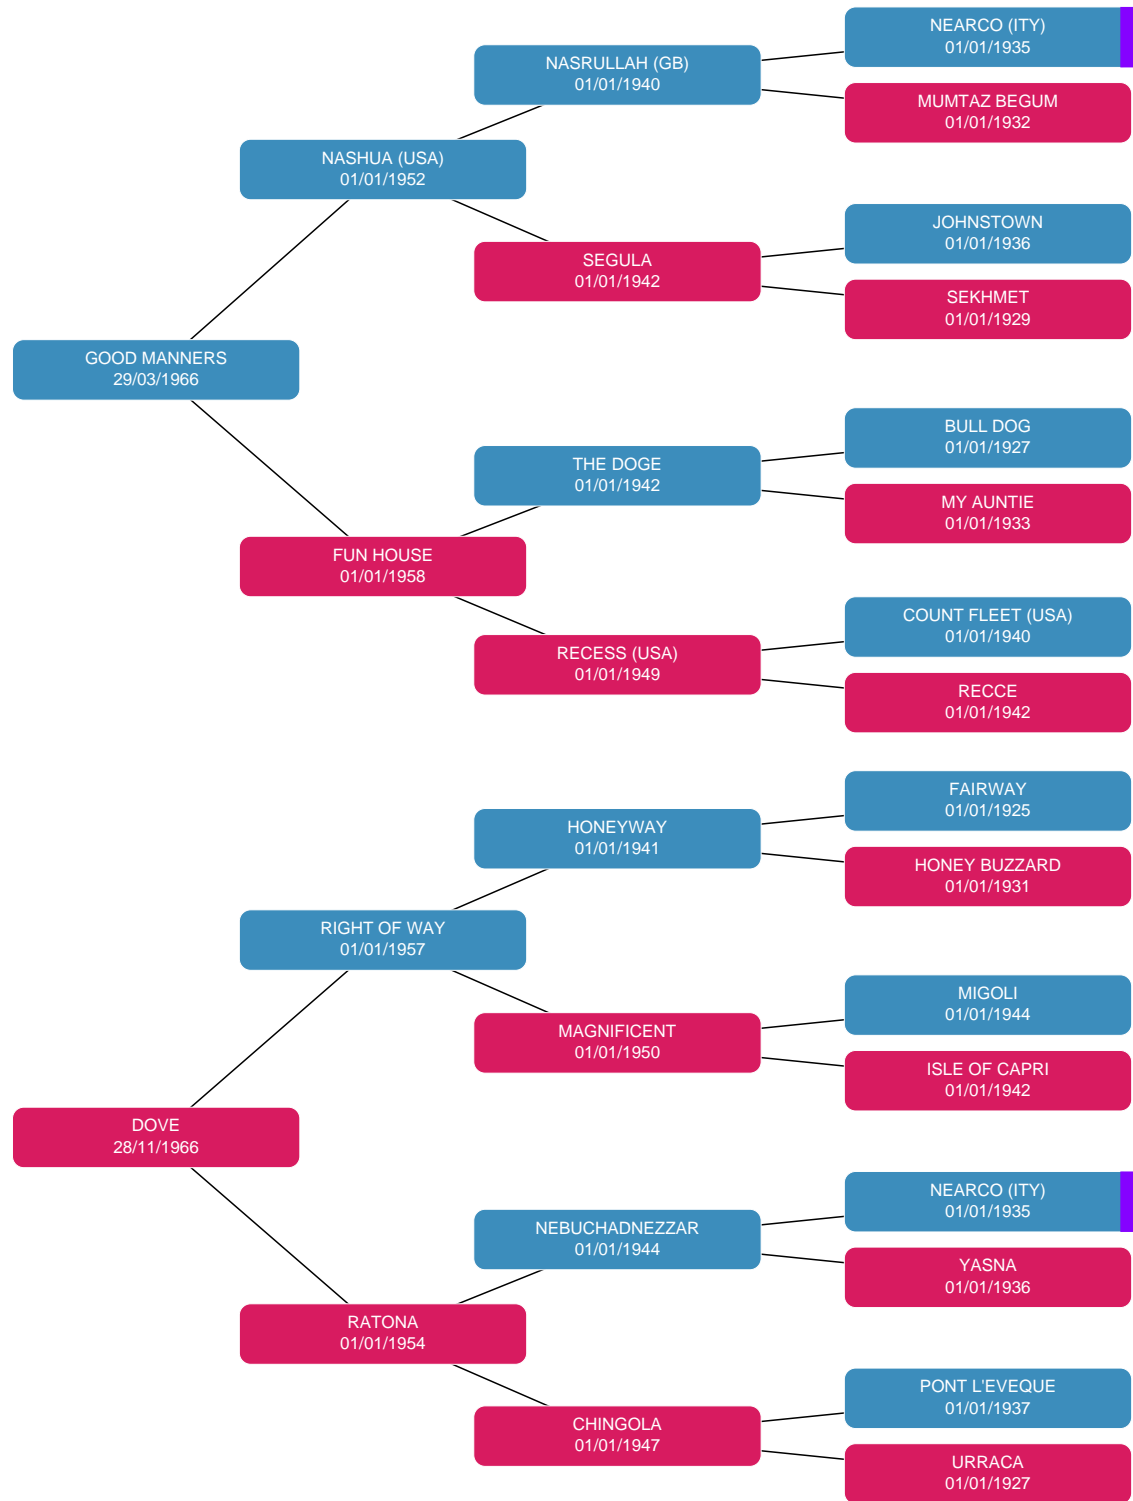 NEARCO (ITY)
01/01/1935
NASRULLAH (GB)
01/01/1940
MUMTAZ BEGUM
01/01/1932
NASHUA (USA)
01/01/1952
JOHNSTOWN
01/01/1936
SEGULA
01/01/1942
SEKHMET
01/01/1929
GOOD MANNERS
29/03/1966
BULL DOG
01/01/1927
THE DOGE
01/01/1942
MY AUNTIE
01/01/1933
FUN HOUSE
01/01/1958
COUNT FLEET (USA)
01/01/1940
RECESS (USA)
01/01/1949
RECCE
01/01/1942
FAIRWAY
01/01/1925
HONEYWAY
01/01/1941
HONEY BUZZARD
01/01/1931
RIGHT OF WAY
01/01/1957
MIGOLI
01/01/1944
MAGNIFICENT
01/01/1950
ISLE OF CAPRI
01/01/1942
DOVE
28/11/1966
NEARCO (ITY)
01/01/1935
NEBUCHADNEZZAR
01/01/1944
YASNA
01/01/1936
RATONA
01/01/1954
PONT L'EVEQUE
01/01/1937
CHINGOLA
01/01/1947
URRACA
01/01/1927